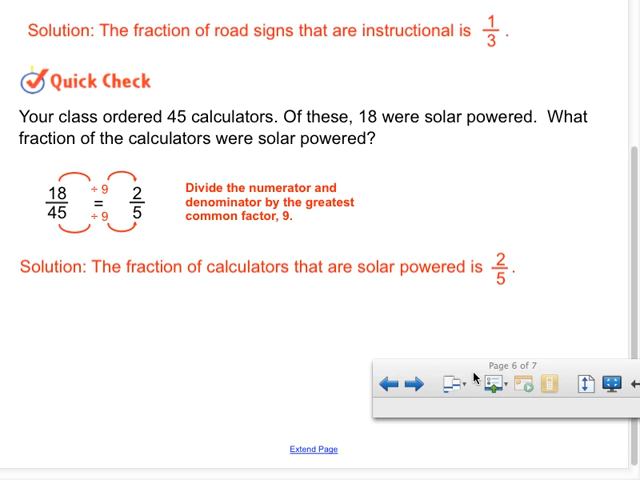 Solution: The fraction of road signs that are instructional is 1/3.
Quick Check
Your class ordered 45 calculators. Of these, 18 were solar powered. What
fraction of the calculators were solar powered?
18/45 ÷ 9 = ÷ 9 2/5
Divide the numerator and
denominator by the greatest
common factor, 9.
Solution: The fraction of calculators that are solar powered is 2/5.
Page 6 of 7
Extend Page